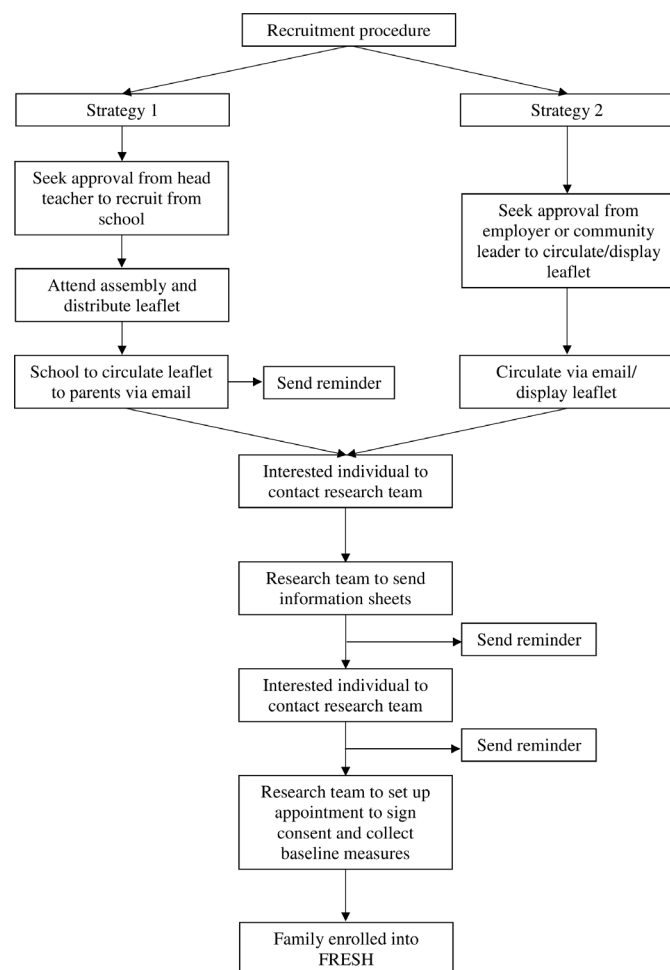 Recruitment procedure
Strategy 1
Strategy 2
Seek approval from head
teacher to recruit from
school
Seek approval from
employer or community
leader to circulate/display
leaflet
Attend assembly and
distribute leaflet
School to circulate leaflet
to parents via email
Send reminder
Circulate via email/
display leaflet
Interested individual to
contact research team
Research team to send
information sheets
Send reminder
Interested individual to
contact research team
Send reminder
Research team to set up
appointment to sign
consent and collect
baseline measures
Family enrolled into
FRESH